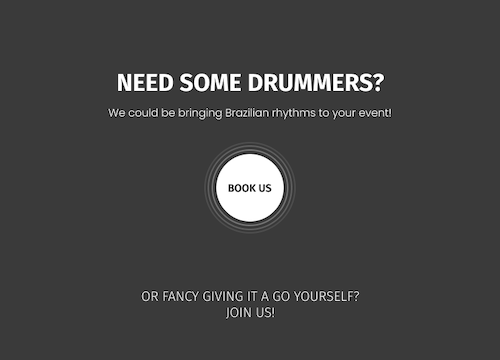 NEED SOME DRUMMERS?
We could be bringing Brazilian rhythms to your event!
BOOK US
OR FANCY GIVING IT A GO YOURSELF?
JOIN US!